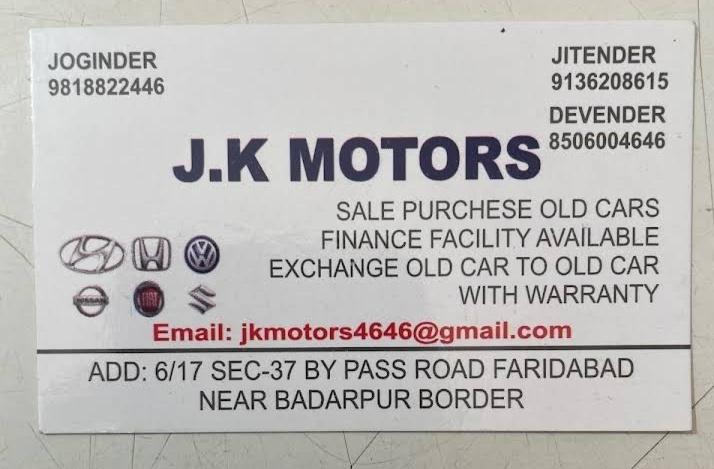 JOGINDER
9818822446
JITENDER
9136208615
DEVENDER
8506004646
J.K MOTORS
SALE PURCHESE OLD CARS
FINANCE FACILITY AVAILABLE
EXCHANGE OLD CAR TO OLD CAR
WITH WARRANTY
NISSAN
FIAT
Email: jkmotors4646@gmail.com
ADD: 6/17 SEC-37 BY PASS ROAD FARIDABAD
NEAR BADARPUR BORDER